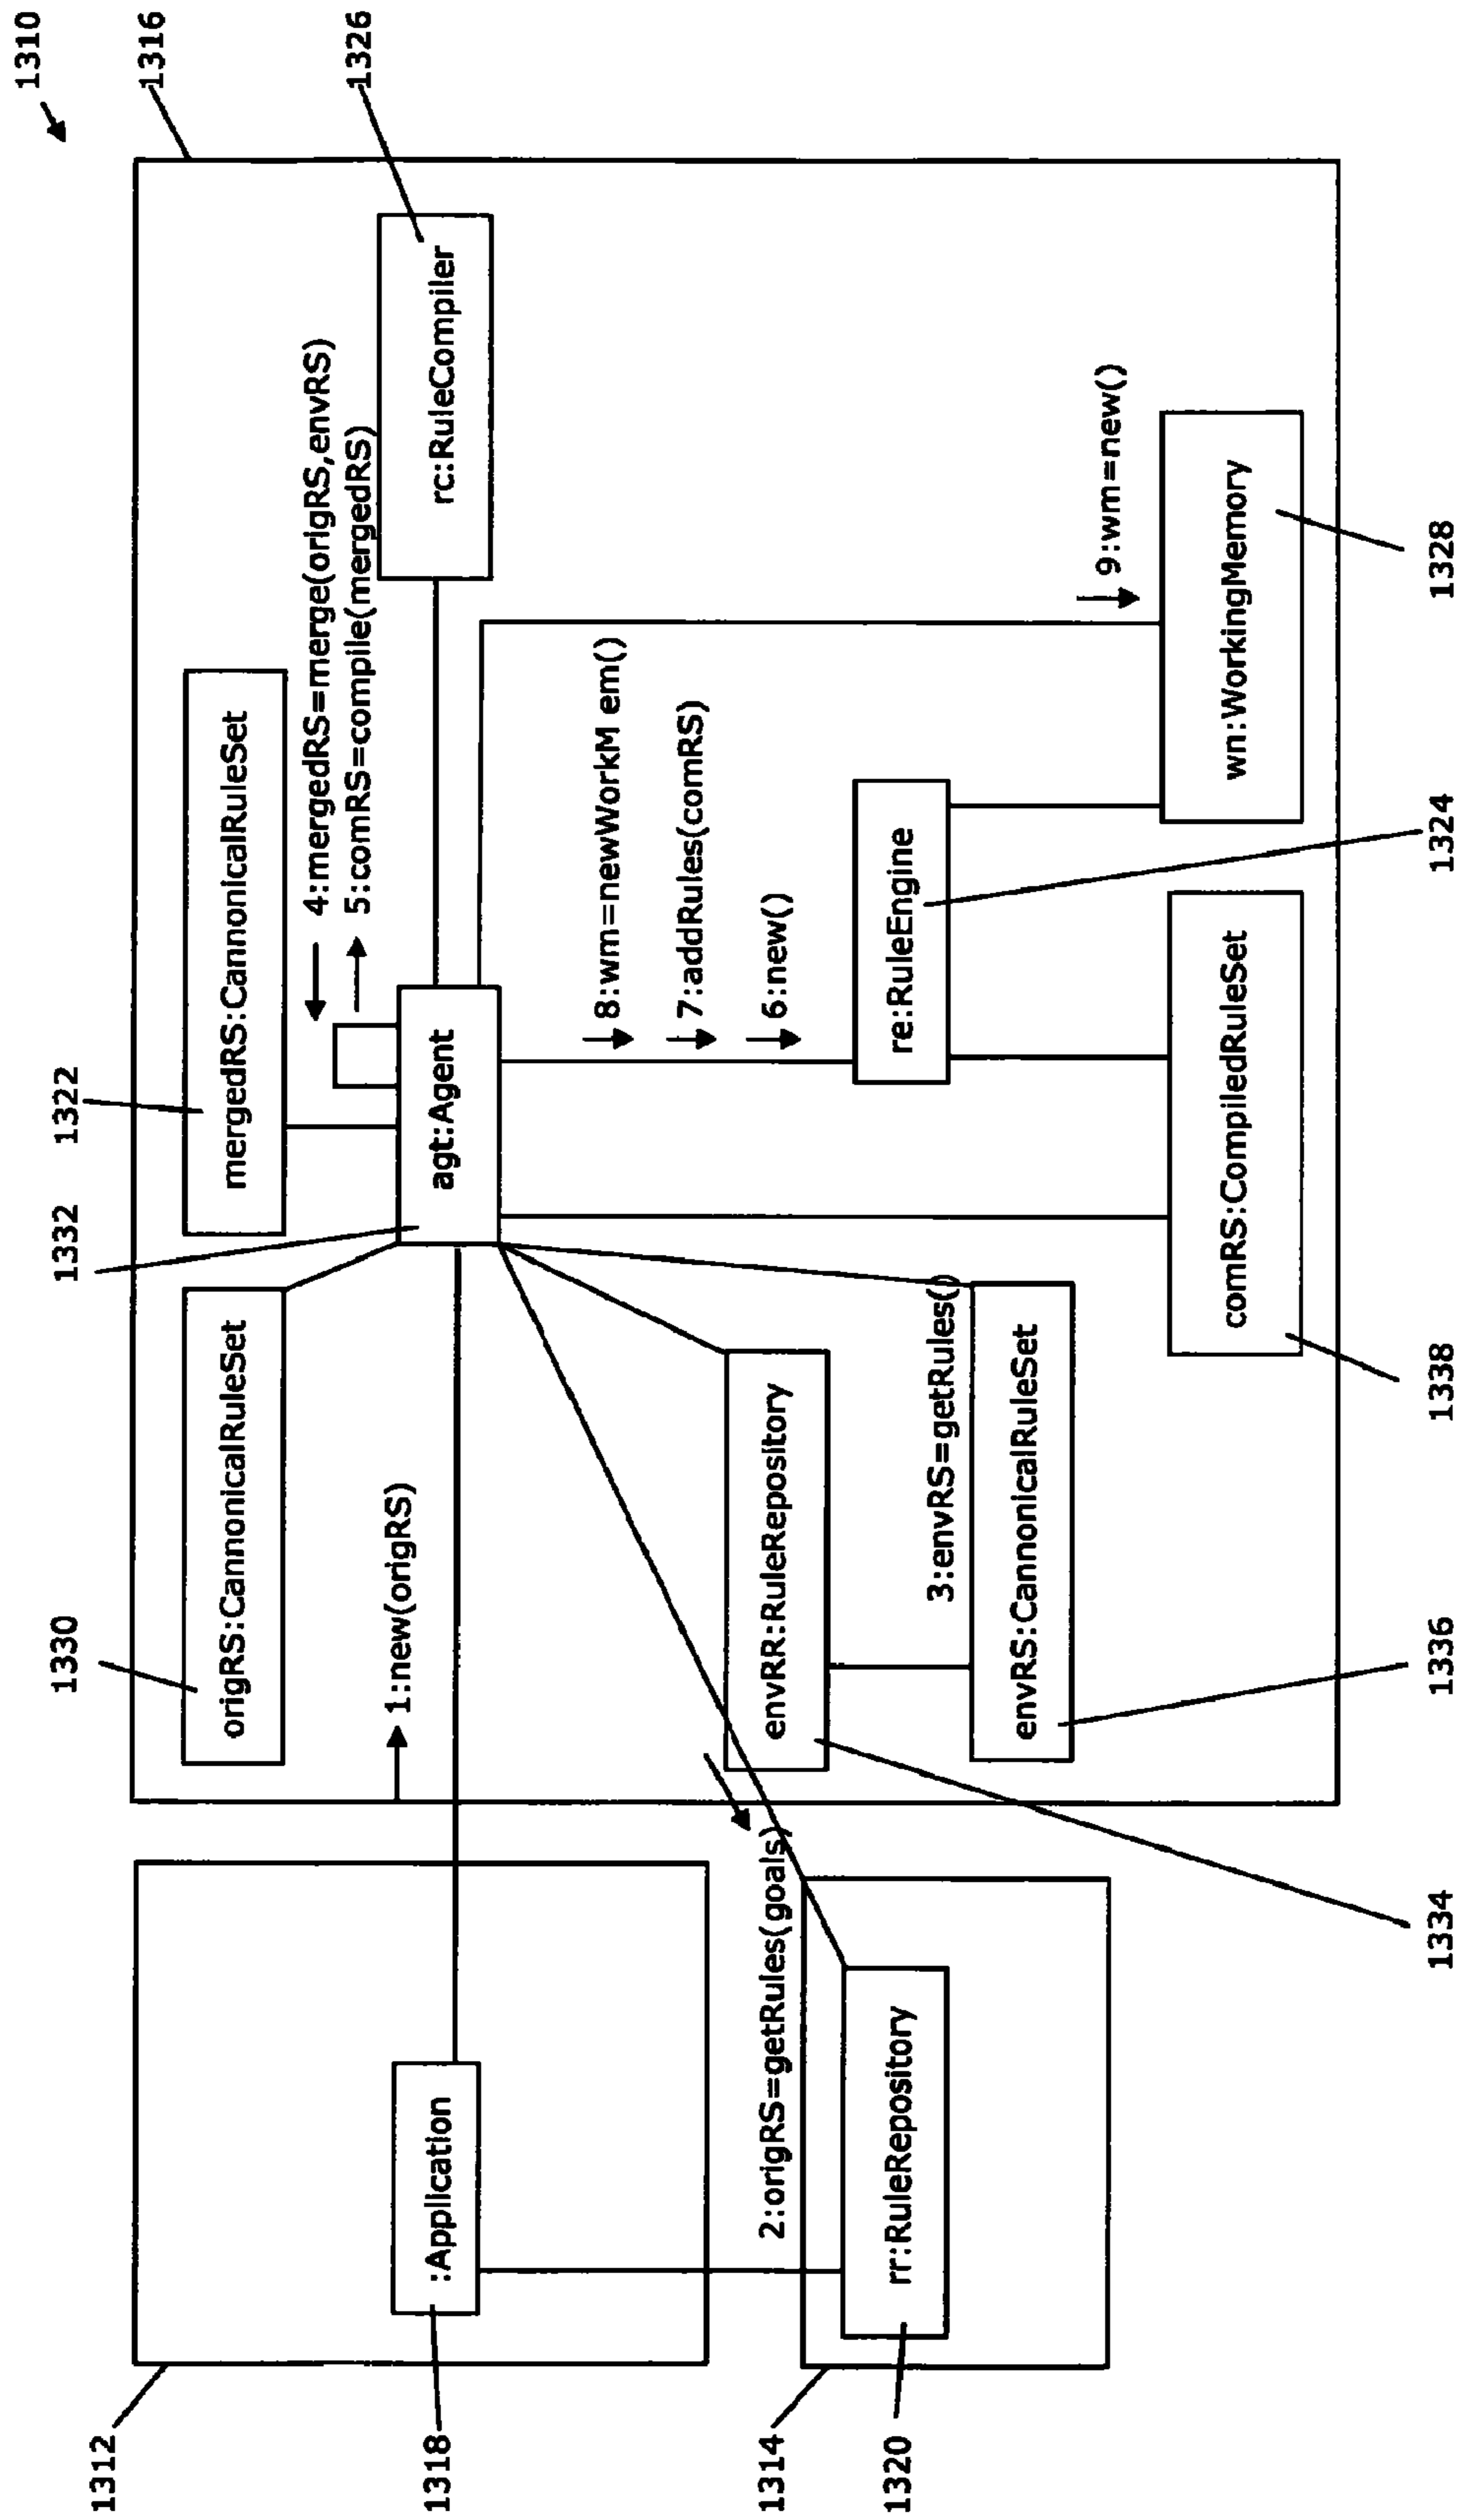 1310
1316
1326
1322
1332
1330
mergedRS:CannonicalRuleSet
origRS:CannonicalRuleSet
4:mergedRS=merge(origRS,envRS)
5:comRS=compile(mergedRS)
rc:RuleCompiler
1:new(origRS)
agt:Agent
:Application
1312
1318
8:wm=newWorkM em()
7:addRules(comRS)
6:new()
2:origRS=getRules(goals)
envRR:RuleRepository
re:RuleEngine
rr:RuleRepository
1314
1320
3:envRS=getRules()
envRS:CannonicalRuleSet
9:wm=new()
wn:WorkingMemory
comRS:CompiledRuleSet
1334
1336
1338
1324
1328